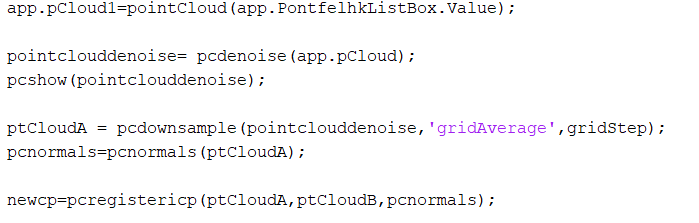 app.pCloud1=pointCloud(app.PontfelhkListBox.Value);
pointclouddenoise= pcdenoise(app.pCloud);
pcshow(pointclouddenoise);
ptCloudA = pcdownsample(pointclouddenoise,'gridAverage',gridStep);
pcnormals=pcnormals(ptCloudA);
newcp=pcregistericp(ptCloudA,ptCloudB,pcnormals);